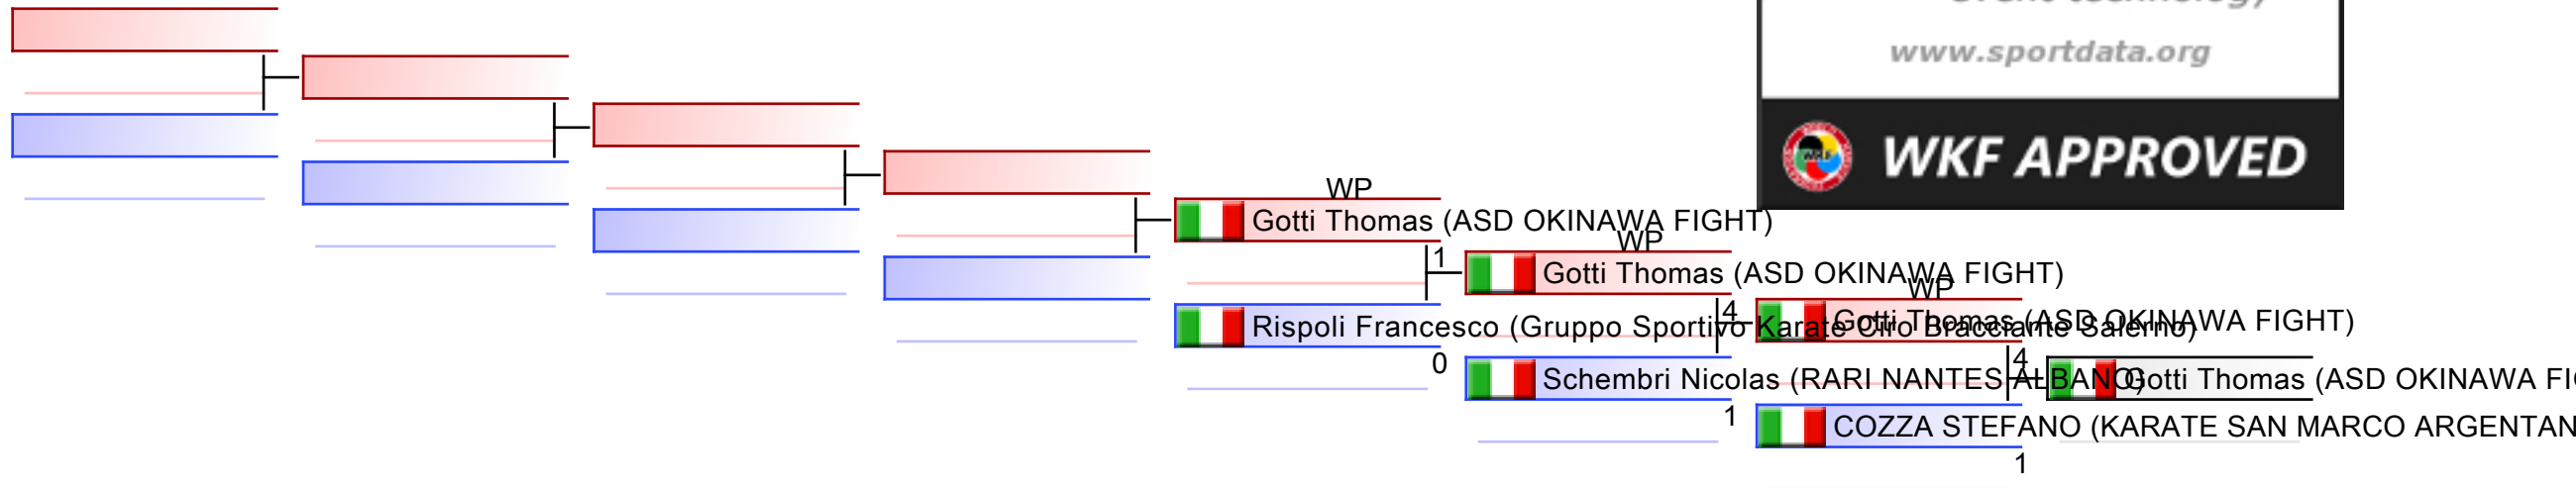 www.sportdata.org
WKF APPROVED
WP
Gotti Thomas (ASD OKINAWA FIGHT)
WP
1
Gotti Thomas (ASD OKINAWA FIGHT)
WP
4
Gotti Thomas (ASD OKINAWA FIGHT)
Rispoli Francesco (Gruppo Sportivo Karate Ciro Bracciante Salerno)
0
4
Schembri Nicolas (RARI NANTES ALBANO)
Gotti Thomas (ASD OKINAWA
1
COZZA STEFANO (KARATE SAN MARCO
1